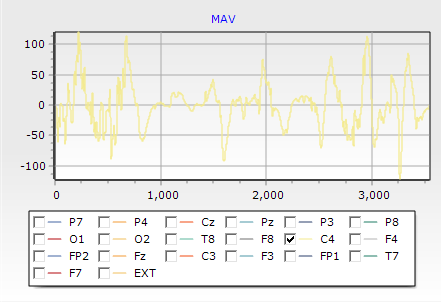 MAV
100
50
0
-50
-100
0 1,000 2,000 3,000
P7 P4 Cz Pz P3 P8
O1 O2 T8 F8 C4 F4
FP2 Fz C3 F3 FP1 T7
F7 EXT